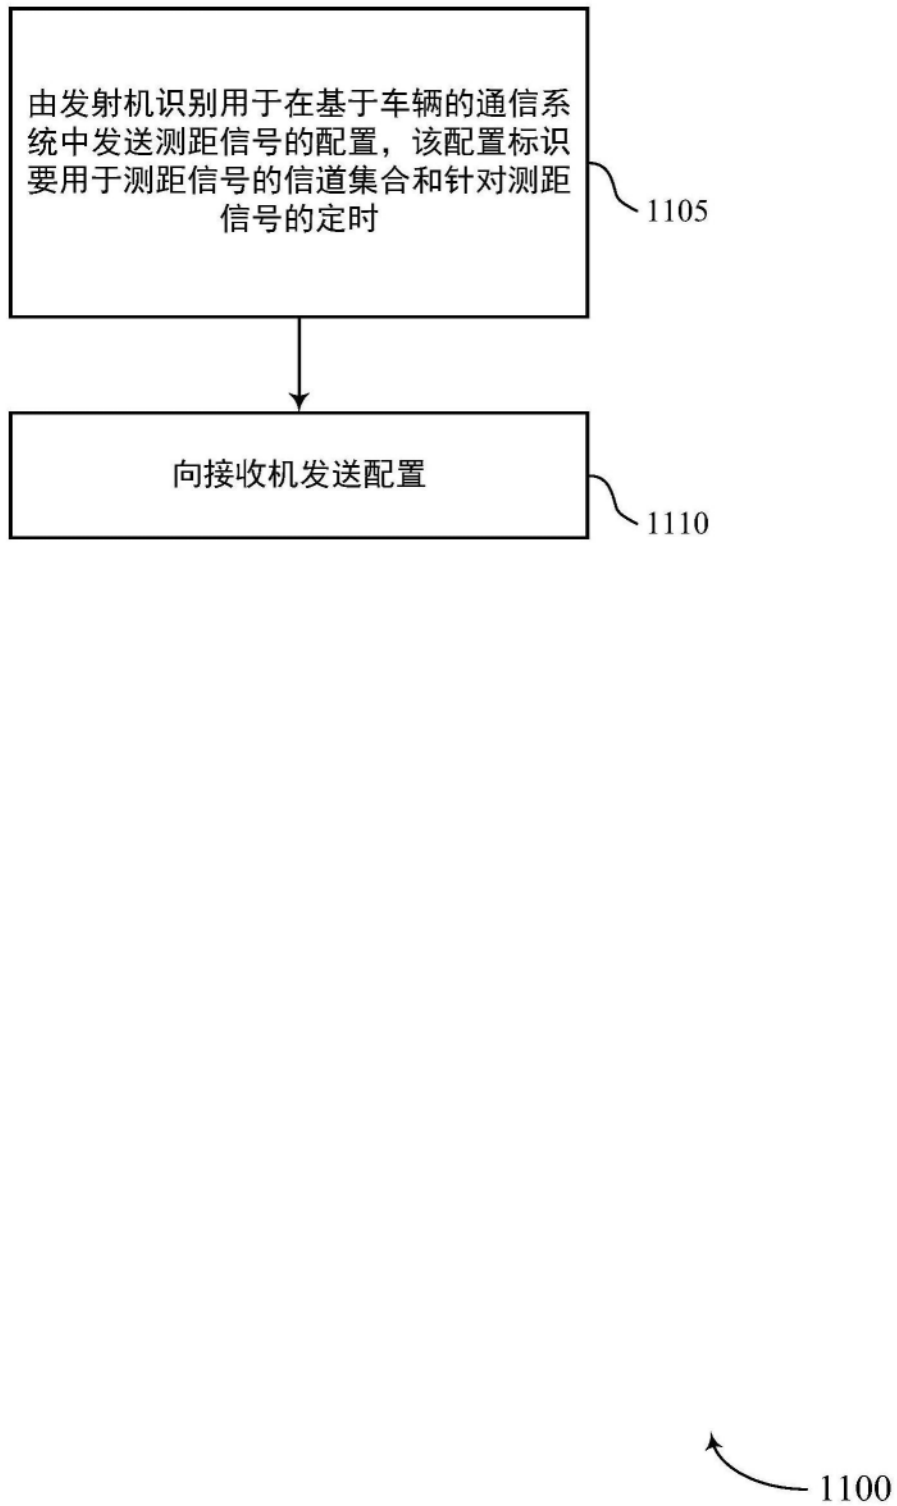 由发射机识别用于在基于车辆的通信系
统中发送测距信号的配置，该配置标识
要用于测距信号的信道集合和针对测距
信号的定时
1105
向接收机发送配置
1110
1100